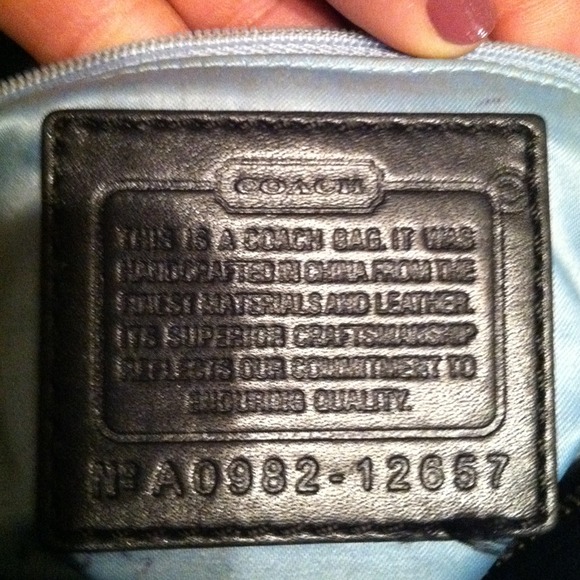 COACH
THIS IS A COACH BAG. IT WAS
HANDCRAFTED IN CHINA FROM THE
FINEST MATERIALS AND LEATHER.
ITS SUPERIOR CRAFTSMANSHIP
REFLECTS OUR COMMITMENT TO
ENDURING QUALITY.
Nº A0982-12657